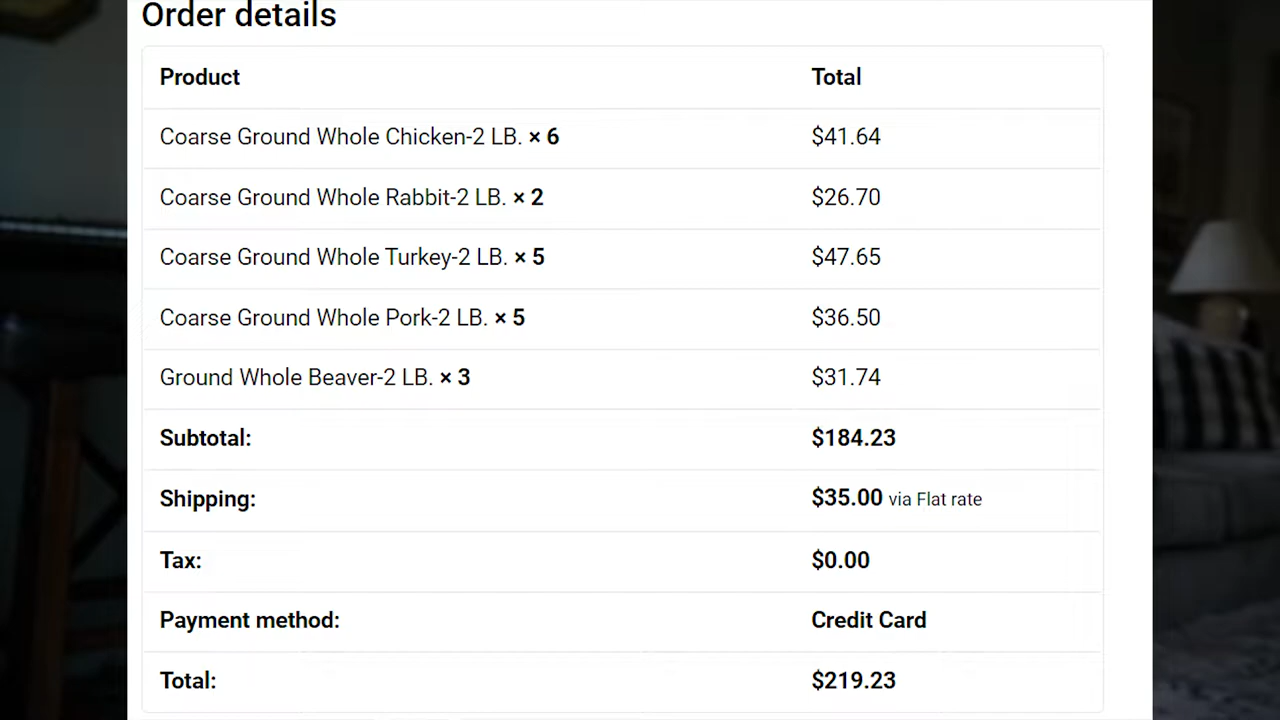 Order details
Product Total
Coarse Ground Whole Chicken-2 LB. × 6 $41.64
Coarse Ground Whole Rabbit-2 LB. × 2 $26.70
Coarse Ground Whole Turkey-2 LB. × 5 $47.65
Coarse Ground Whole Pork-2 LB. × 5 $36.50
Ground Whole Beaver-2 LB. × 3 $31.74
Subtotal: $184.23
Shipping: $35.00 via Flat rate
Tax: $0.00
Payment method: Credit Card
Total: $219.23